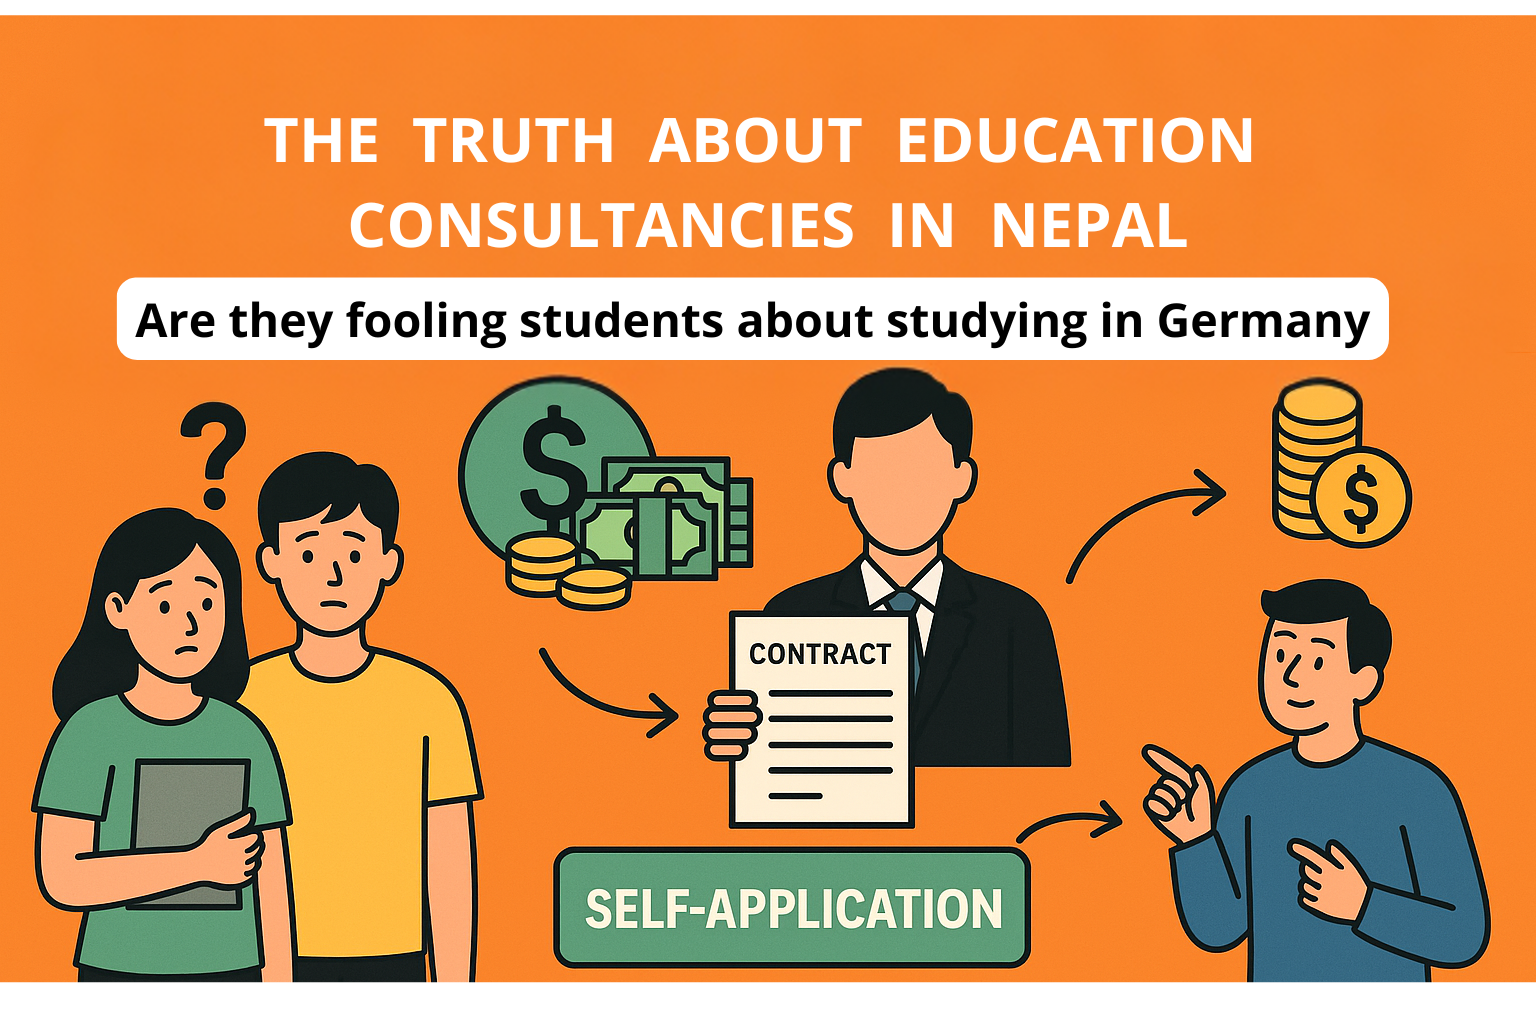 THE TRUTH ABOUT EDUCATION
CONSULTANCIES IN NEPAL
Are they fooling students about studying in Germany
?
$
$
CONTRACT
SELF-APPLICATION